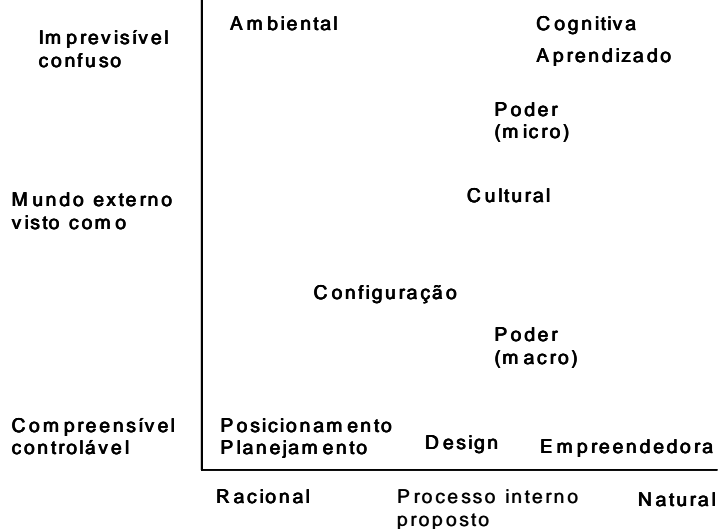 Imprevisível
confuso
Ambiental
Cognitiva
Aprendizado
Poder
(micro)
Mundo externo
visto como
Cultural
Configuração
Poder
(macro)
Compreensível
controlável
Posicionamento
Planejamento
Design
Empreendedora
Racional
Processo interno
proposto
Natural